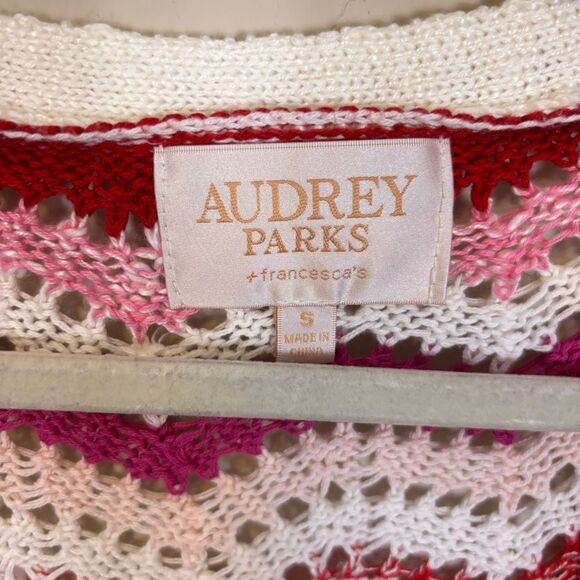 AUDREY
PARKS
+francesca's
S
MADE IN
CHINA